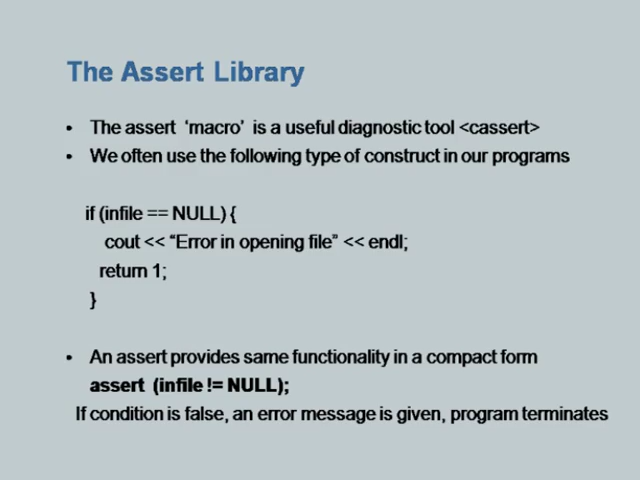 The Assert Library
• The assert ‘macro’ is a useful diagnostic tool <cassert>
• We often use the following type of construct in our programs
if (infile == NULL) {
cout << “Error in opening file” << endl;
return 1;
}
• An assert provides same functionality in a compact form
assert (infile != NULL);
If condition is false, an error message is given, program terminates